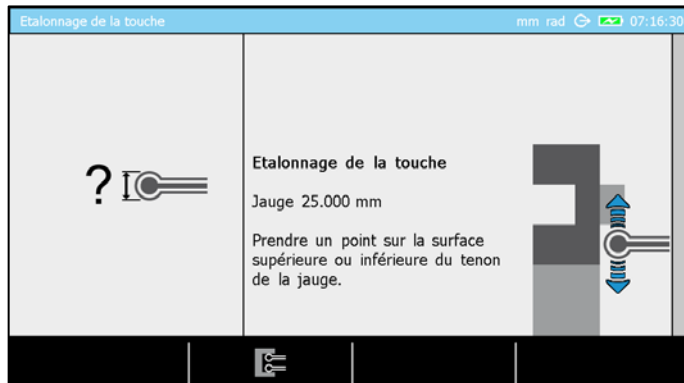 Etalonnage de la touche
mm rad 07:16:30
?
Etalonnage de la touche
Jauge 25.000 mm
Prendre un point sur la surface
supérieure ou inférieure du tenon
de la jauge.